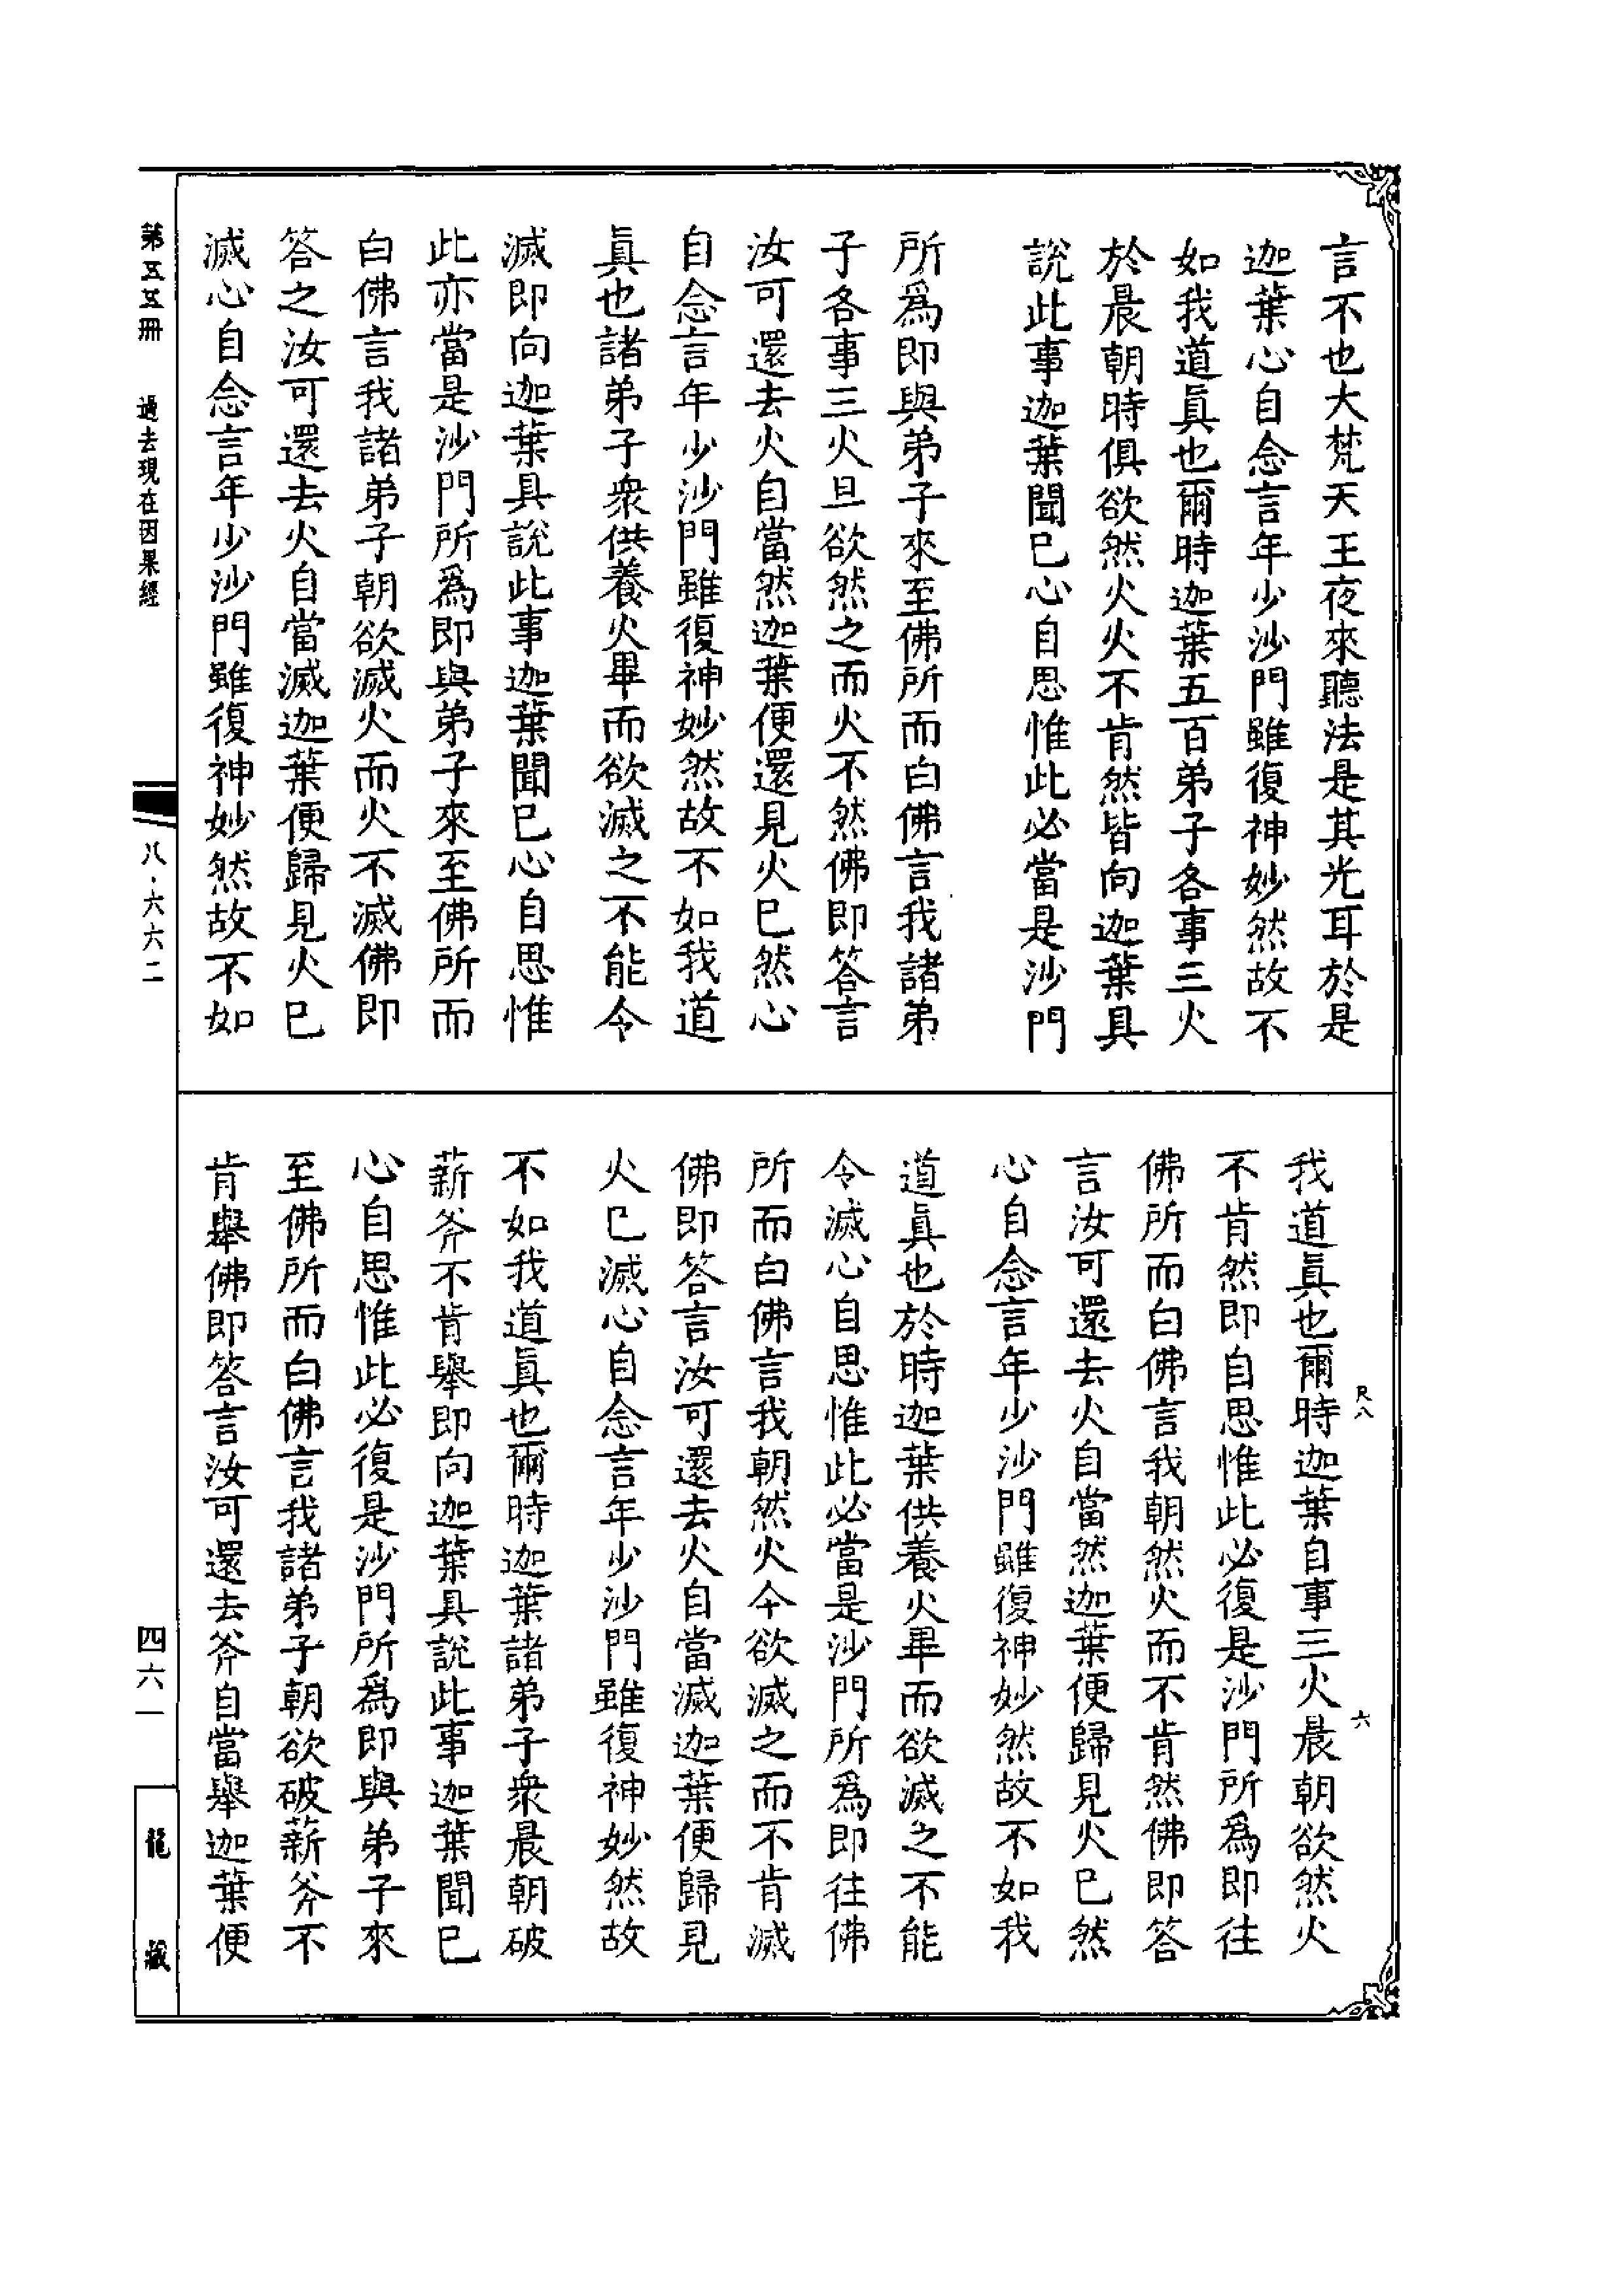 言不也大梵天王夜來聽法是其光耳於是
迦葉心自念言年少沙門雖復神妙然故不
如我道眞也爾時迦葉五百弟子各事三火
於晨朝時俱欲然火火不肯然皆向迦葉具
說此事迦葉聞已心自思惟此必當是沙門
所爲即與弟子來至佛所而白佛言我諸弟
子各事三火旦欲然之而火不然佛即答言
汝可還去火自當然迦葉便還見火已然心
自念言年少沙門雖復神妙然故不如我道
眞也諸弟子衆供養火畢而欲滅之不能令
滅即向迦葉具說此事迦葉聞已心自思惟
此亦當是沙門所爲即與弟子來至佛所而
白佛言我諸弟子朝欲滅火而火不滅佛即
答之汝可還去火自當滅迦葉便歸見火已
滅心自念言年少沙門雖復神妙然故不如
我道眞也爾時迦葉自事三火晨朝欲然火
不肯然即自思惟此必復是沙門所爲即往
佛所而白佛言我朝然火而不肯然佛即答
言汝可還去火自當然迦葉便歸見火已然
心自念言年少沙門雖復神妙然故不如我
道眞也於時迦葉供養火畢而欲滅之不能
令滅心自思惟此必當是沙門所爲即往佛
所而白佛言我朝然火今欲滅之而不肯滅
佛即答言汝可還去火自當滅迦葉便歸見
火已滅心自念言年少沙門雖復神妙然故
不如我道眞也爾時迦葉諸弟子衆晨朝破
薪斧不肯舉即向迦葉具說此事迦葉聞已
心自思惟此必復是沙門所爲即與弟子來
至佛所而白佛言我諸弟子朝欲破薪斧不
肯舉佛即答言汝可還去斧自當舉迦葉便
尺八
六
第五五冊
過去現在因果經
八·六六二
四六一
龍藏